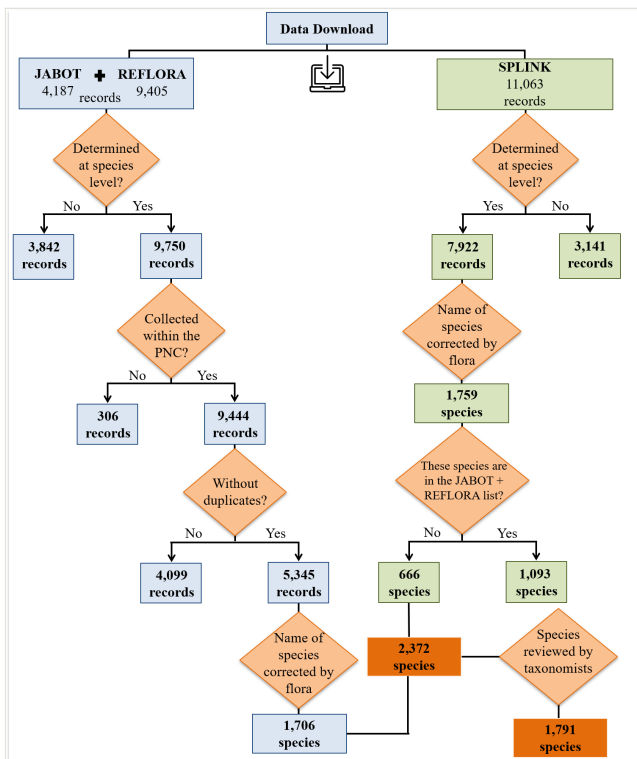 Data Download
JABOT + REFLORA
4,187 records 9,405
SPLINK
11,063
records
Determined
at species
level?
Determined
at species
level?
No Yes
Yes No
3,842
records
9,750
records
7,922
records
3,141
records
Collected
within the
PNC?
Name of
species
corrected by
flora
No Yes
306
records
9,444
records
1,759
species
Without
duplicates?
These species are
in the JABOT +
REFLORA list?
No Yes
No Yes
4,099
records
5,345
records
666
species
1,093
species
Name of
species
corrected by
flora
2,372
species
Species
reviewed by
taxonomists
1,706
species
1,791
species